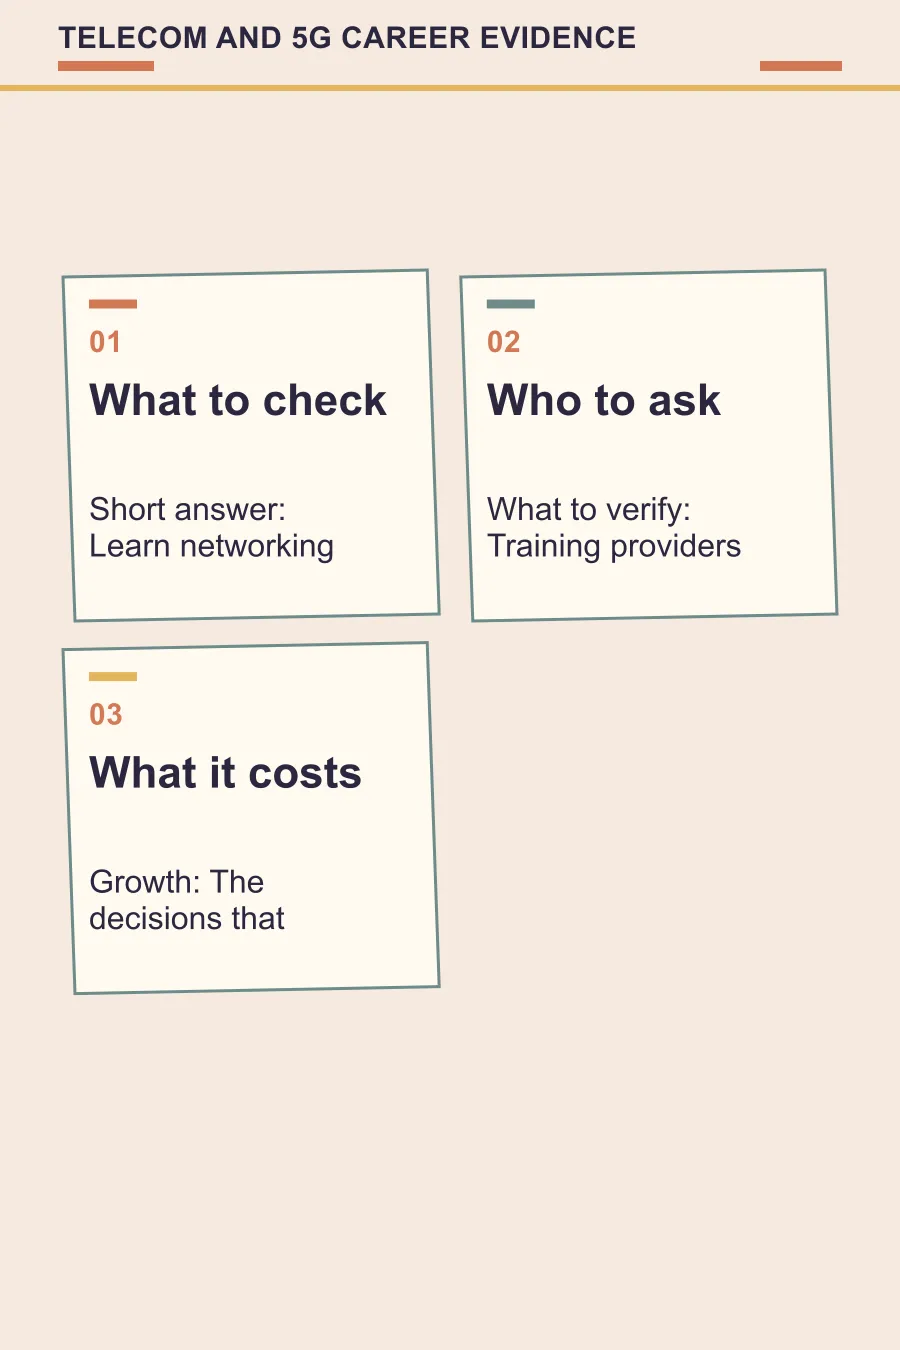 TELECOM AND 5G CAREER EVIDENCE
01
What to check
Short answer:
Learn networking
02
Who to ask
What to verify:
Training providers
03
What it costs
Growth: The
decisions that